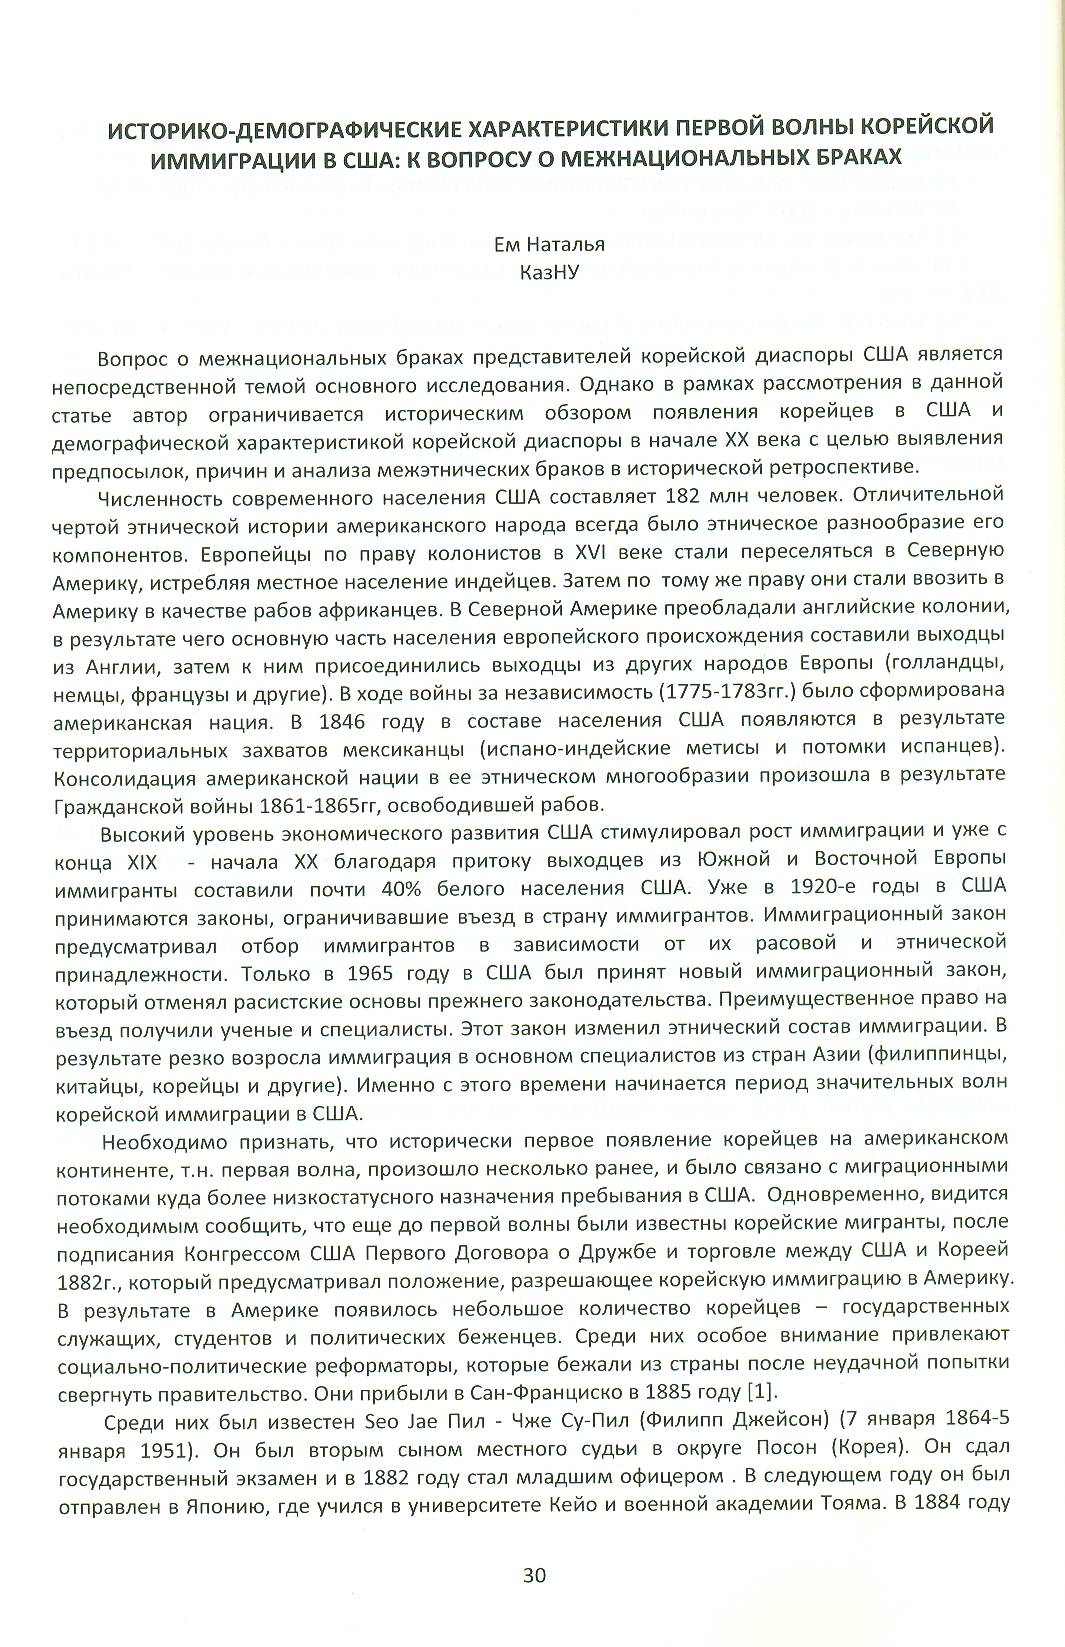 ИСТОРИКО-ДЕМОГРАФИЧЕСКИЕ ХАРАКТЕРИСТИКИ ПЕРВОЙ ВОЛНЫ КОРЕЙСКОЙ
ИММИГРАЦИИ В США: К ВОПРОСУ О МЕЖНАЦИОНАЛЬНЫХ БРАКАХ
Ем Наталья
КазНУ
Вопрос о межнациональных браках представителей корейской диаспоры США является
непосредственной темой основного исследования. Однако в рамках рассмотрения в данной
статье автор ограничивается историческим обзором появления корейцев в США и
демографической характеристикой корейской диаспоры в начале XX века с целью выявления
предпосылок, причин и анализа межэтнических браков в исторической ретроспективе.
Численность современного населения США составляет 182 млн человек. Отличительной
чертой этнической истории американского народа всегда было этническое разнообразие его
компонентов. Европейцы по праву колонистов в XVI веке стали переселяться в Северную
Америку, истребляя местное население индейцев. Затем по тому же праву они стали ввозить в
Америку в качестве рабов африканцев. В Северной Америке преобладали английские колонии,
в результате чего основную часть населения европейского происхождения составили выходцы
из Англии, затем к ним присоединились выходцы из других народов Европы (голландцы,
немцы, французы и другие). В ходе войны за независимость (1775-1783гг.) было сформирована
американская нация. В 1846 году в составе населения США появляются в результате
территориальных захватов мексиканцы (испано-индейские метисы и потомки испанцев).
Консолидация американской нации в ее этническом многообразии произошла в результате
Гражданской войны 1861-1865гг, освободившей рабов.
Высокий уровень экономического развития США стимулировал рост иммиграции и уже с
конца XIX - начала XX благодаря притоку выходцев из Южной и Восточной Европы
иммигранты составили почти 40% белого населения США. Уже в 1920-е годы в США
принимаются законы, ограничивавшие въезд в страну иммигрантов. Иммиграционный закон
предусматривал отбор иммигрантов в зависимости от их расовой и этнической
принадлежности. Только в 1965 году в США был принят новый иммиграционный закон,
который отменял расистские основы прежнего законодательства. Преимущественное право на
въезд получили ученые и специалисты. Этот закон изменил этнический состав иммиграции. В
результате резко возросла иммиграция в основном специалистов из стран Азии (филиппинцы,
китайцы, корейцы и другие). Именно с этого времени начинается период значительных волн
корейской иммиграции в США.
Необходимо признать, что исторически первое появление корейцев на американском
континенте, т.н. первая волна, произошло несколько ранее, и было связано с миграционными
потоками куда более низкостатусного назначения пребывания в США. Одновременно, видится
необходимым сообщить, что еще до первой волны были известны корейские мигранты, после
подписания Конгрессом США Первого Договора о Дружбе и торговле между США и Кореей
1882г., который предусматривал положение, разрешающее корейскую иммиграцию в Америку.
В результате в Америке появилось небольшое количество корейцев – государственных
служащих, студентов и политических беженцев. Среди них особое внимание привлекают
социально-политические реформаторы, которые бежали из страны после неудачной попытки
свергнуть правительство. Они прибыли в Сан-Франциско в 1885 году [1].
Среди них был известен Seo Jae Пил - Чже Су-Пил (Филипп Джейсон) (7 января 1864-5
января 1951). Он был вторым сыном местного судьи в округе Посон (Корея). Он сдал
государственный экзамен и в 1882 году стал младшим офицером . В следующем году он был
отправлен в Японию, где учился в университете Кейо и военной академии Тояма. В 1884 году
30